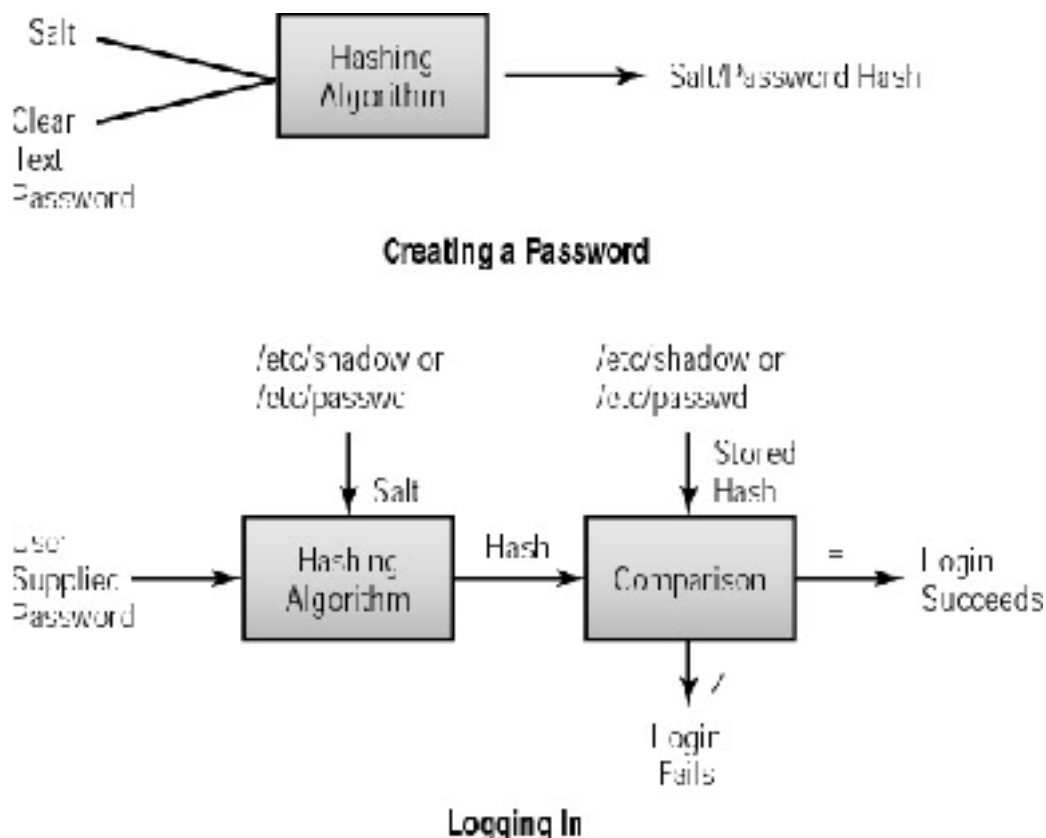 Salt
Clear
Text
Password
Hashing
Algorithm
Salt/Password Hash
Creating a Password
/etc/shadow or
/etc/passwd
Salt
/etc/shadow or
/etc/passwd
Stored
Hash
User
Supplied
Password
Hashing
Algorithm
Hash
Comparison
=
Login
Succeeds
Login
Fails
Logging In